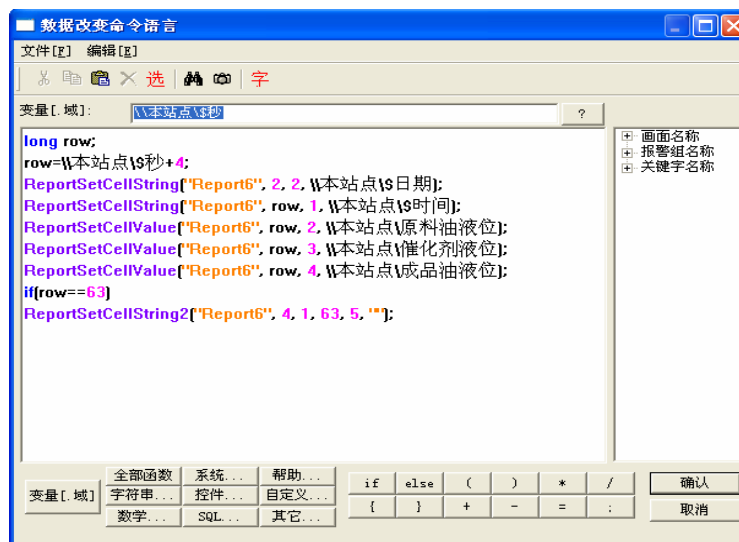 数据改变命令语言
文件[F] 编辑[E]
选 字
变量[.域]: \\本站点\$秒 ?
long row;
row=\\本站点\$秒+4;
ReportSetCellString("Report6", 2, 2, \\本站点\$日期);
ReportSetCellString("Report6", row, 1, \\本站点\$时间);
ReportSetCellValue("Report6", row, 2, \\本站点\原料油液位);
ReportSetCellValue("Report6", row, 3, \\本站点\催化剂液位);
ReportSetCellValue("Report6", row, 4, \\本站点\成品油液位);
if(row==63)
ReportSetCellString2("Report6", 4, 1, 63, 5, "");
画面名称
报警组名称
关键字名称
变量[.域]
全部函数 系统... 帮助...
字符串... 控件... 自定义...
数学... SQL... 其它...
if else ( ) * /
{ } + - = ;
确认
取消